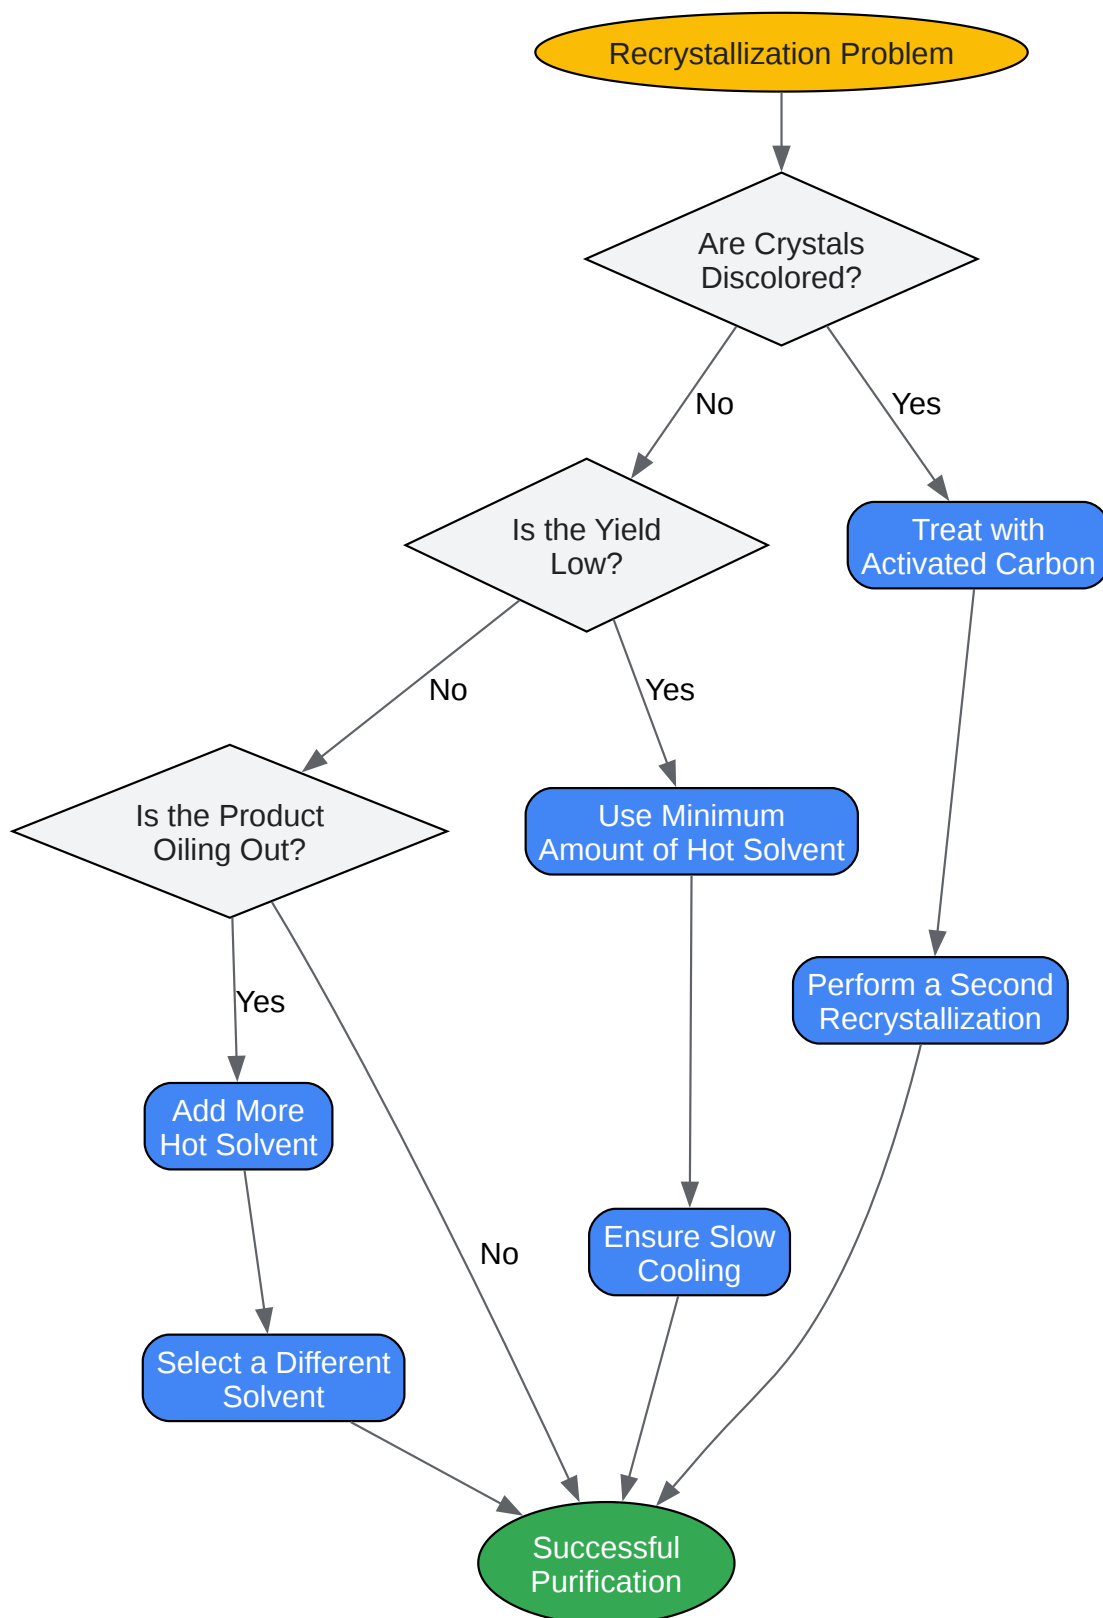 Recrystallization Problem
Are Crystals
Discolored?
No
Yes
Is the Yield
Low?
Treat with
Activated Carbon
No
Yes
Is the Product
Oiling Out?
Use Minimum
Amount of Hot Solvent
Perform a Second
Recrystallization
Yes
Add More
Hot Solvent
No
Ensure Slow
Cooling
Select a Different
Solvent
Successful
Purification